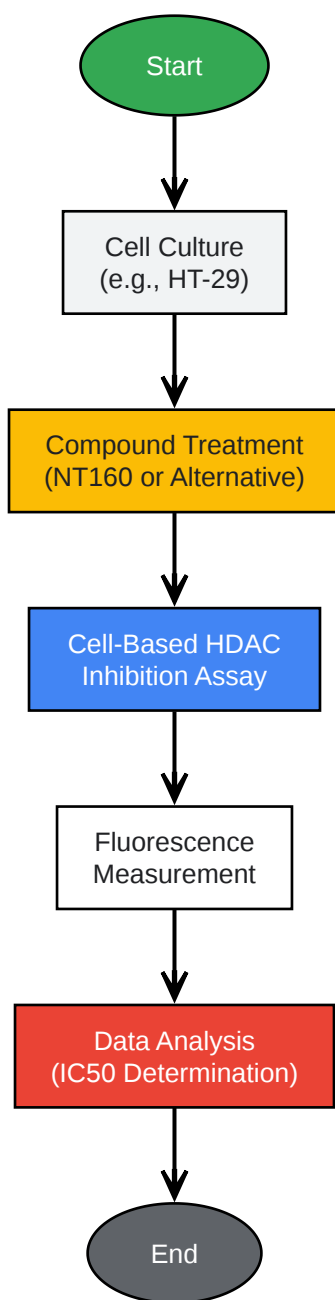 Start
Cell Culture
(e.g., HT-29)
Compound Treatment
(NT160 or Alternative)
Cell-Based HDAC
Inhibition Assay
Fluorescence
Measurement
Data Analysis
(IC50 Determination)
End